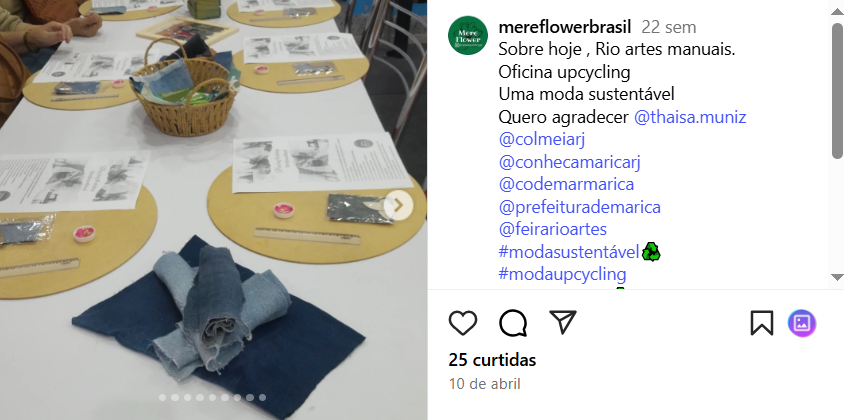 mereflowerbrasil 22 sem
Sobre hoje , Rio artes manuais.
Oficina upcycling
Uma moda sustentável
Quero agradecer @thaisa.muniz
@colmeiarj
@conhecamaricarj
@codemarmarica
@prefeiturademarica
@feirarioartes
#modasustentável
#modaupcycling
25 curtidas
10 de abril
Mere
Flower